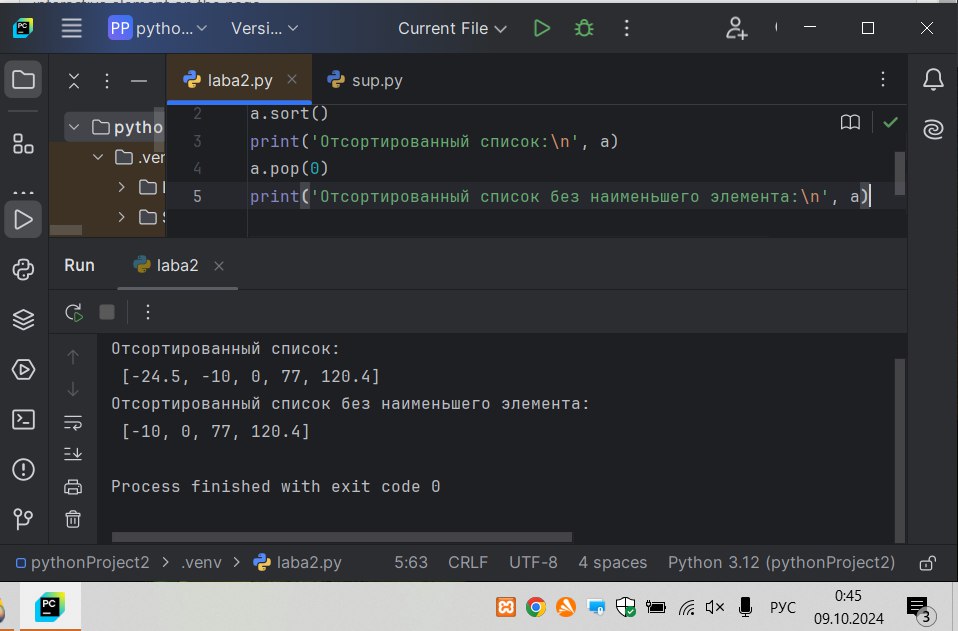 PP pytho... Versi... Current File
laba2.py sup.py
pytho
.ven
2 a.sort()
3 print('Отсортированный список:\n', a)
4 a.pop(0)
5 print('Отсортированный список без наименьшего элемента:\n', a)
Run laba2
Отсортированный список:
[-24.5, -10, 0, 77, 120.4]
Отсортированный список без наименьшего элемента:
[-10, 0, 77, 120.4]
Process finished with exit code 0
pythonProject2 > .venv > laba2.py 5:63 CRLF UTF-8 4 spaces Python 3.12 (pythonProject2)
PC РУС 0:45
09.10.2024 3